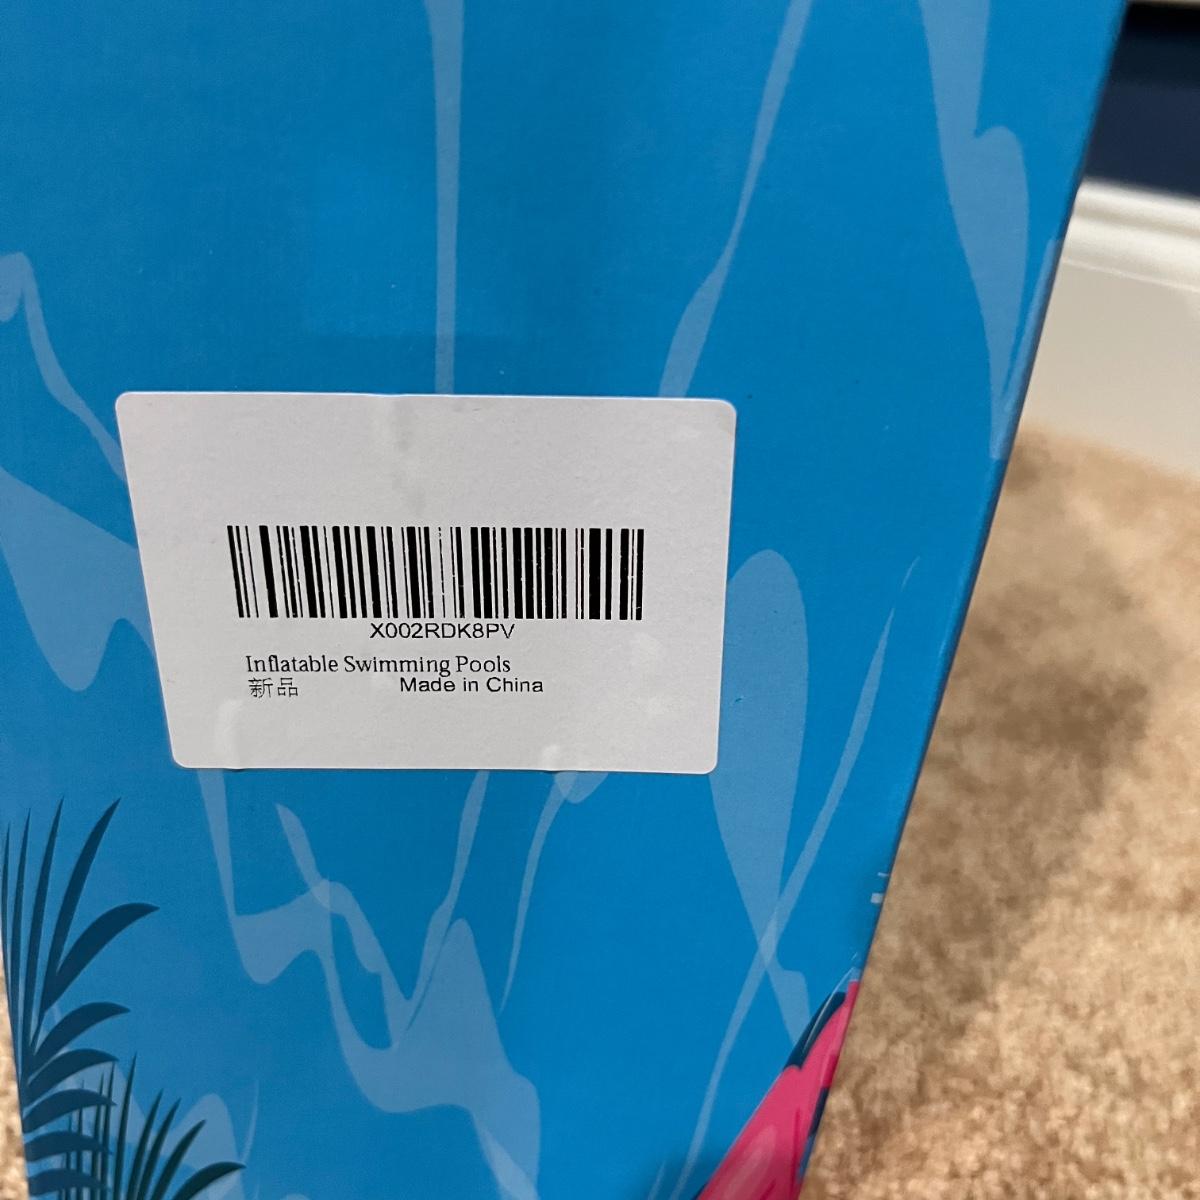 X002RDK8PV
Inflatable Swimming Pools
新品 Made in China